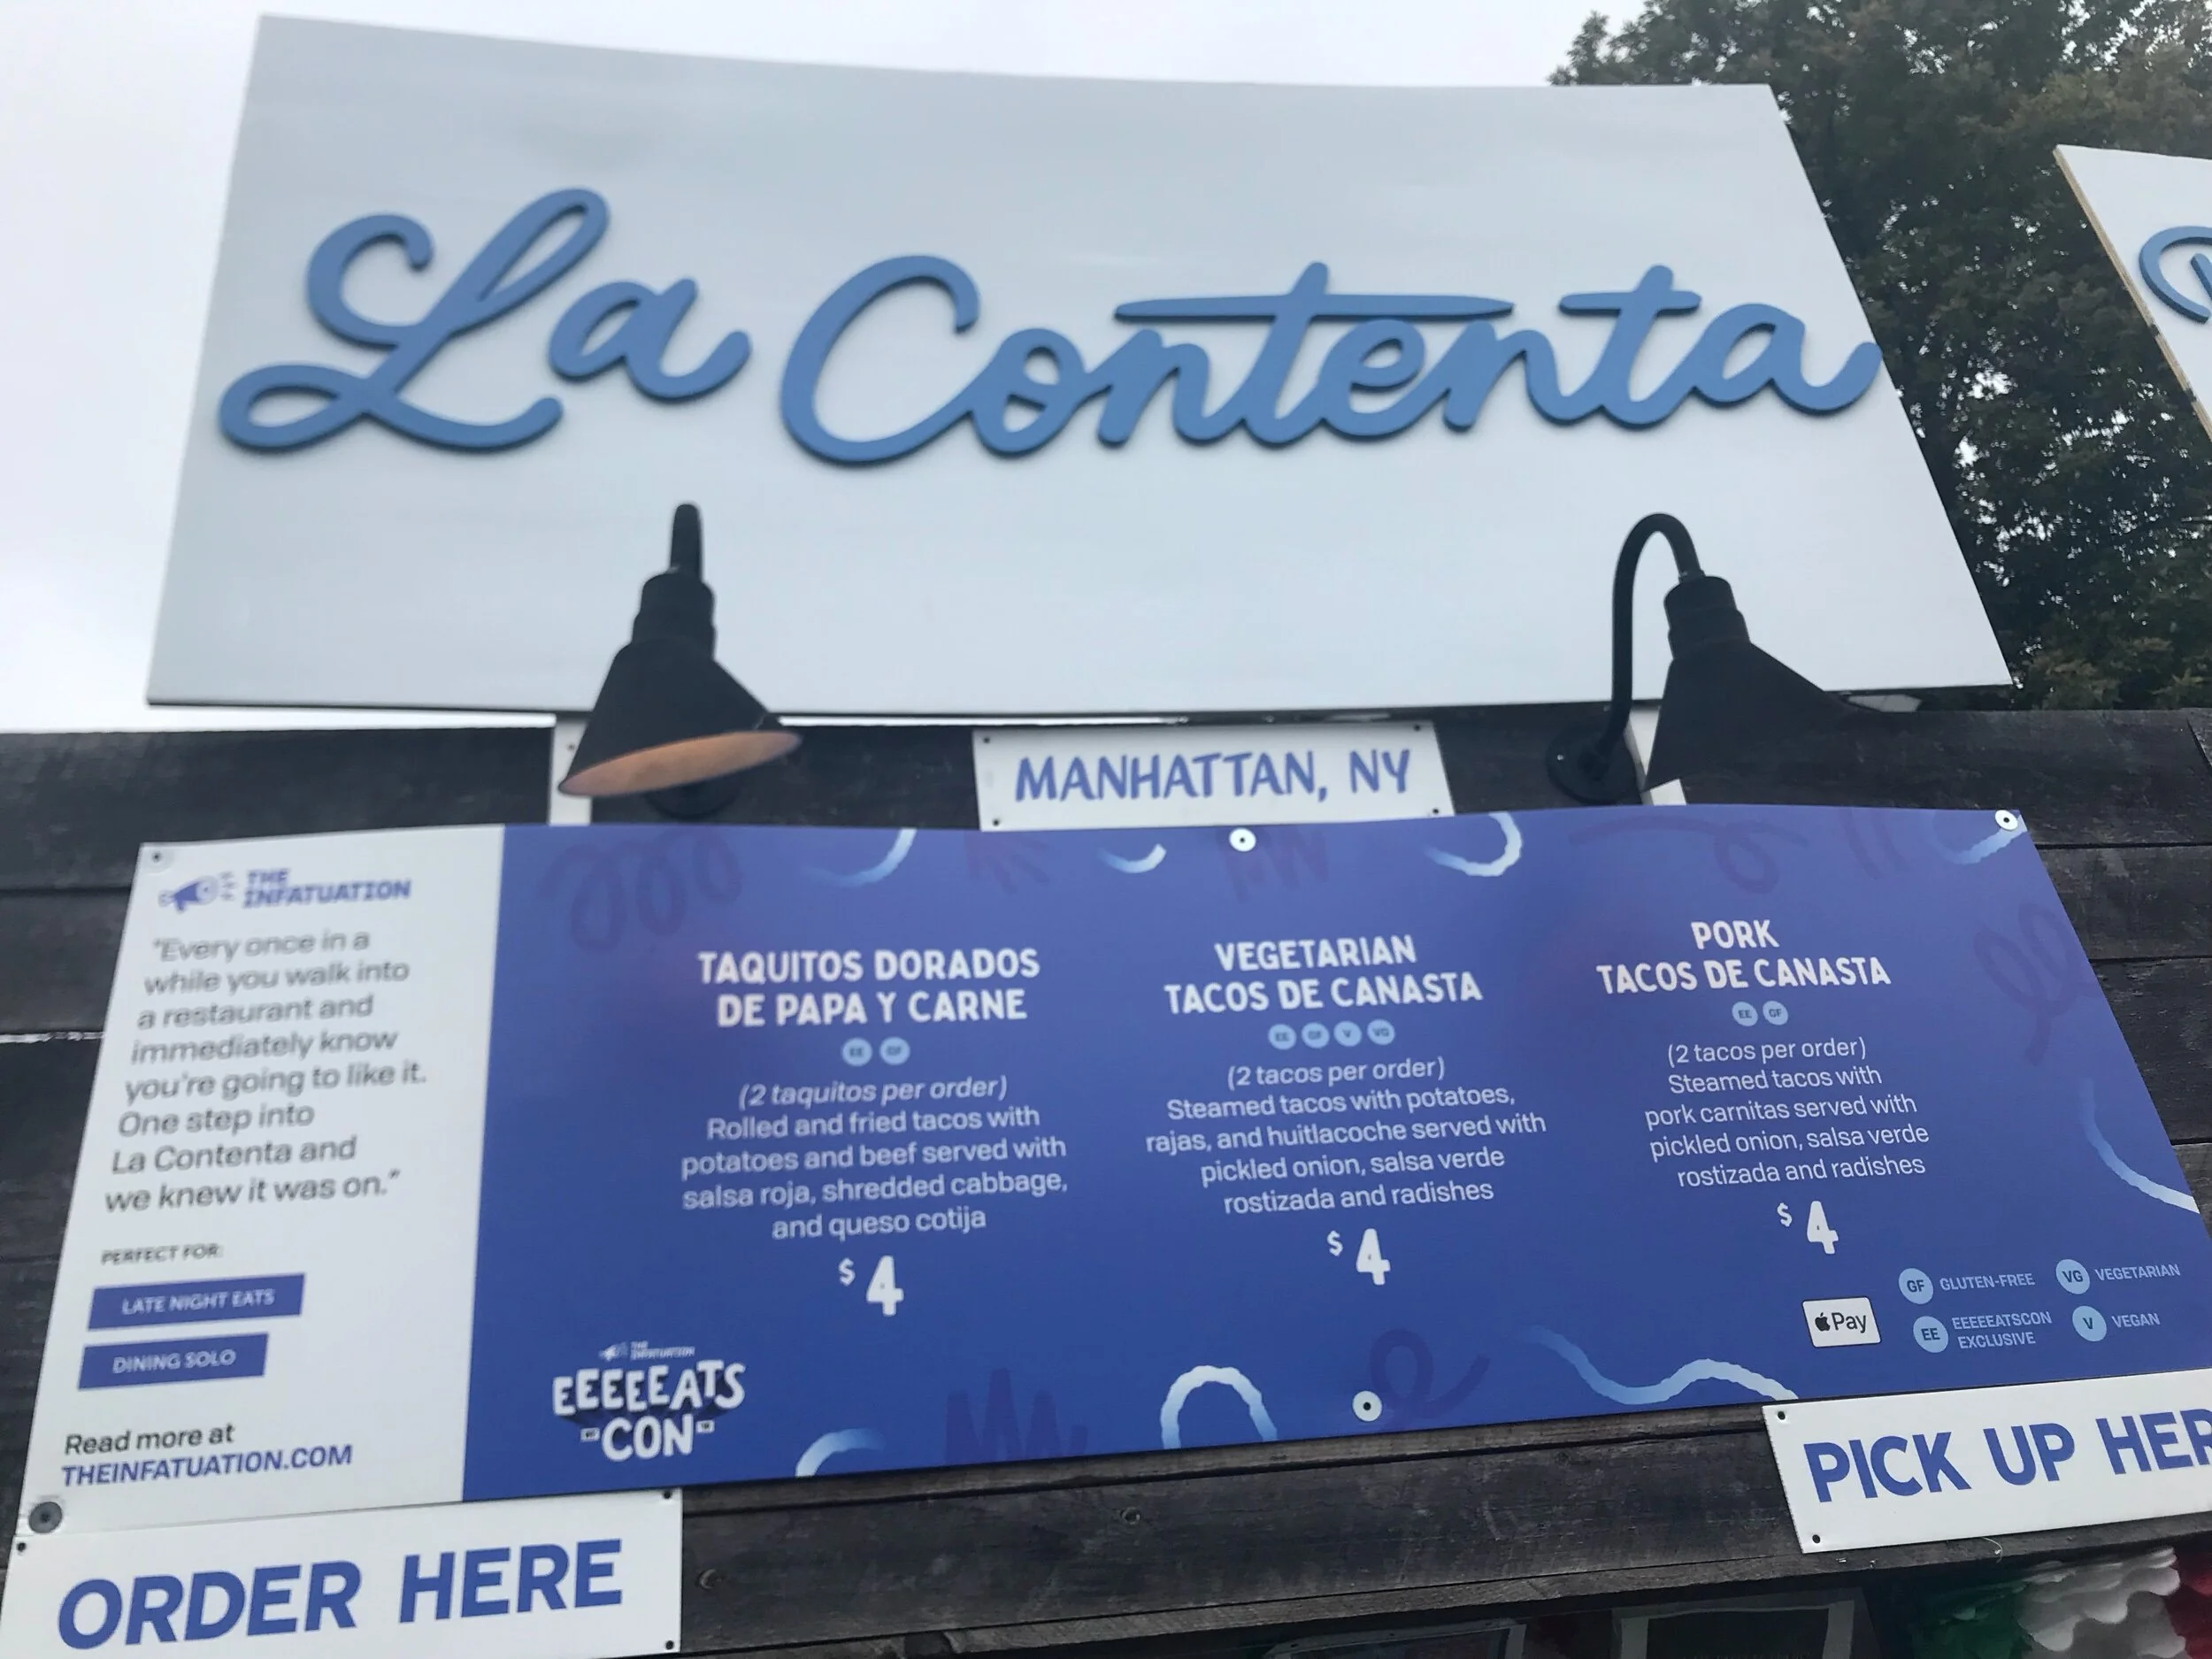 La Contenta
MANHATTAN, NY
THE
INFATUATION
"Every once in a
while you walk into
a restaurant and
immediately know
you're going to like it.
One step into
La Contenta and
we knew it was on."
PERFECT FOR:
LATE NIGHT EATS
DINING SOLO
Read more at
THEINFATUATION.COM
TAQUITOS DORADOS
DE PAPA Y CARNE
EE GF
(2 taquitos per order)
Rolled and fried tacos with
potatoes and beef served with
salsa roja, shredded cabbage,
and queso cotija
$4
VEGETARIAN
TACOS DE CANASTA
EE GF V VG
(2 tacos per order)
Steamed tacos with potatoes,
rajas, and huitlacoche served with
pickled onion, salsa verde
rostizada and radishes
$4
PORK
TACOS DE CANASTA
EE GF
(2 tacos per order)
Steamed tacos with
pork carnitas served with
pickled onion, salsa verde
rostizada and radishes
$4
THE
INFATUATION
EEEEEATS
CON
Pay
GF GLUTEN-FREE VG VEGETARIAN
EE EEEEEATSCON
EXCLUSIVE
V VEGAN
ORDER HERE
PICK UP HER